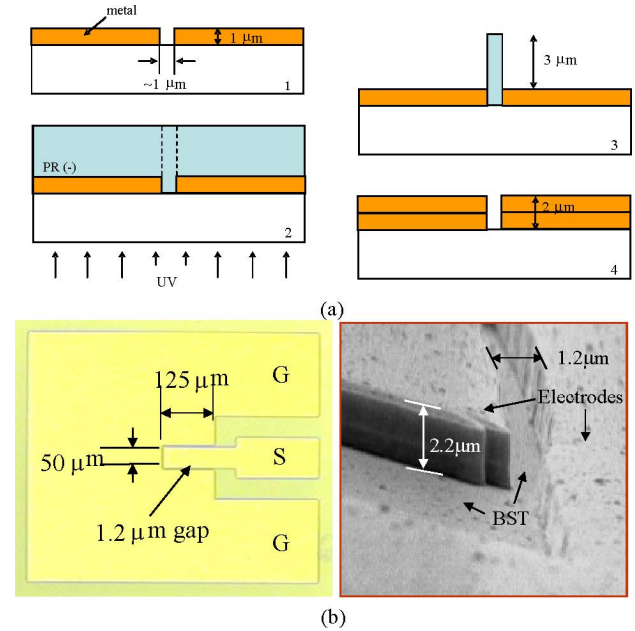 metal
1 μm
~1 μm
1
3 μm
3
PR (-)
2
UV
2 μm
4
(a)
125 μm
G
50 μm
S
1.2 μm gap
G
1.2μm
Electrodes
2.2μm
BST
(b)